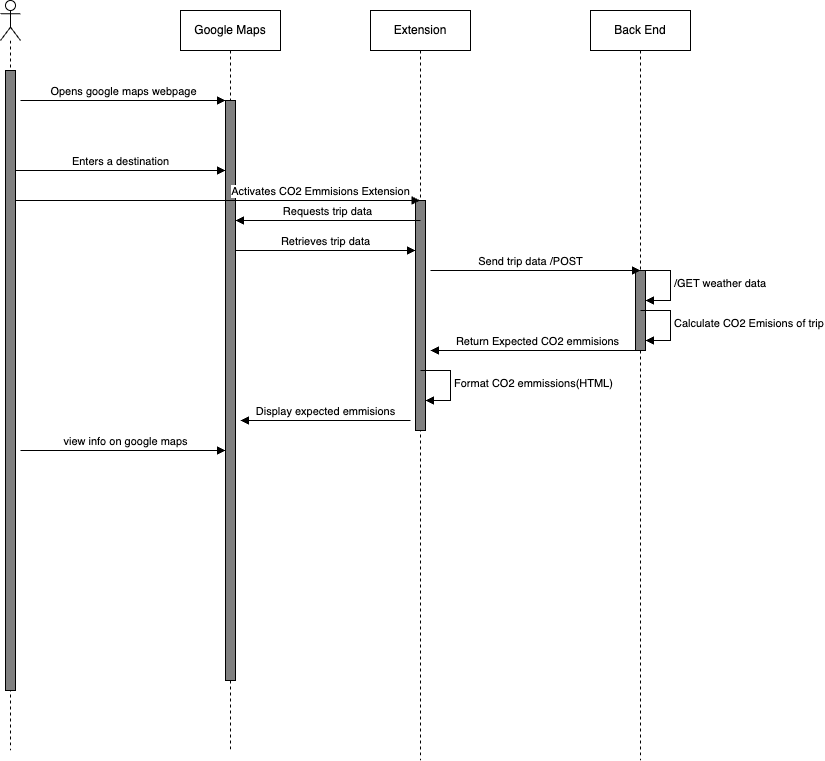 Google Maps
Extension
Back End
Opens google maps webpage
Enters a destination
Activates CO2 Emmisions Extension
Requests trip data
Retrieves trip data
Send trip data /POST
/GET weather data
Calculate CO2 Emisions of trip
Return Expected CO2 emmisions
Format CO2 emmissions(HTML)
Display expected emmisions
view info on google maps